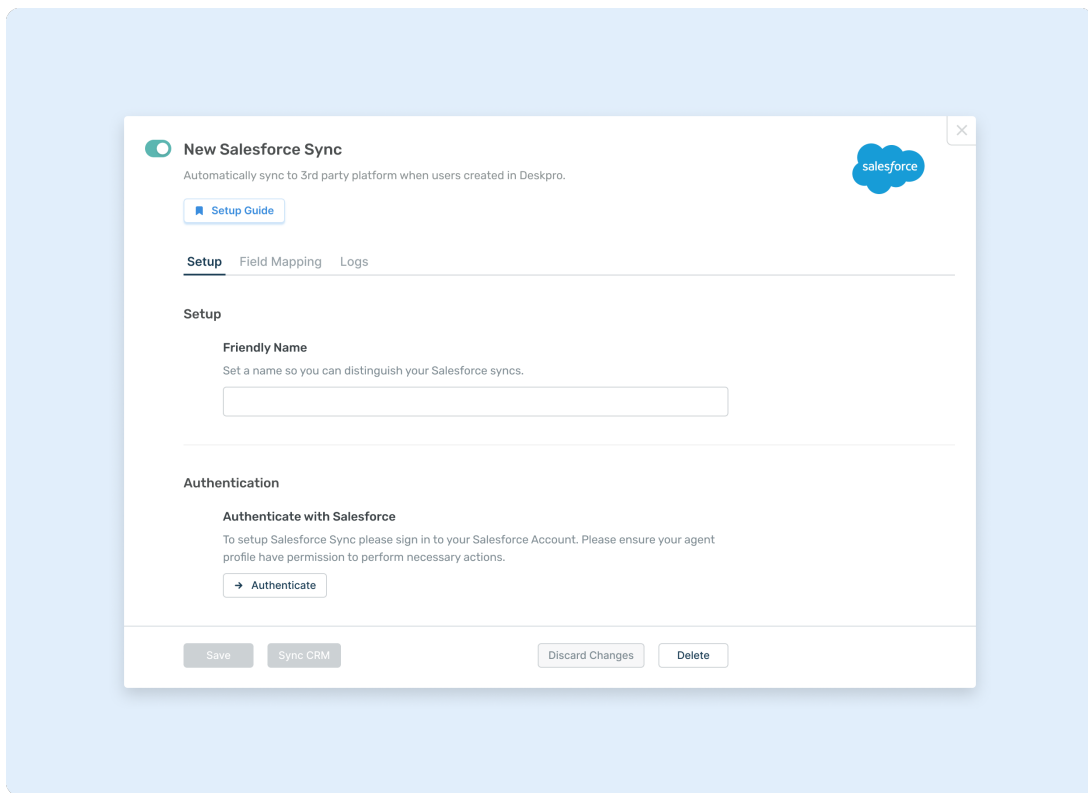 New Salesforce Sync
salesforce
Automatically sync to 3rd party platform when users created in Deskpro.
Setup Guide
Setup Field Mapping Logs
Setup
Friendly Name
Set a name so you can distinguish your Salesforce syncs.
Authentication
Authenticate with Salesforce
To setup Salesforce Sync please sign in to your Salesforce Account. Please ensure your agent
profile have permission to perform necessary actions.
Authenticate
Save Sync CRM Discard Changes Delete